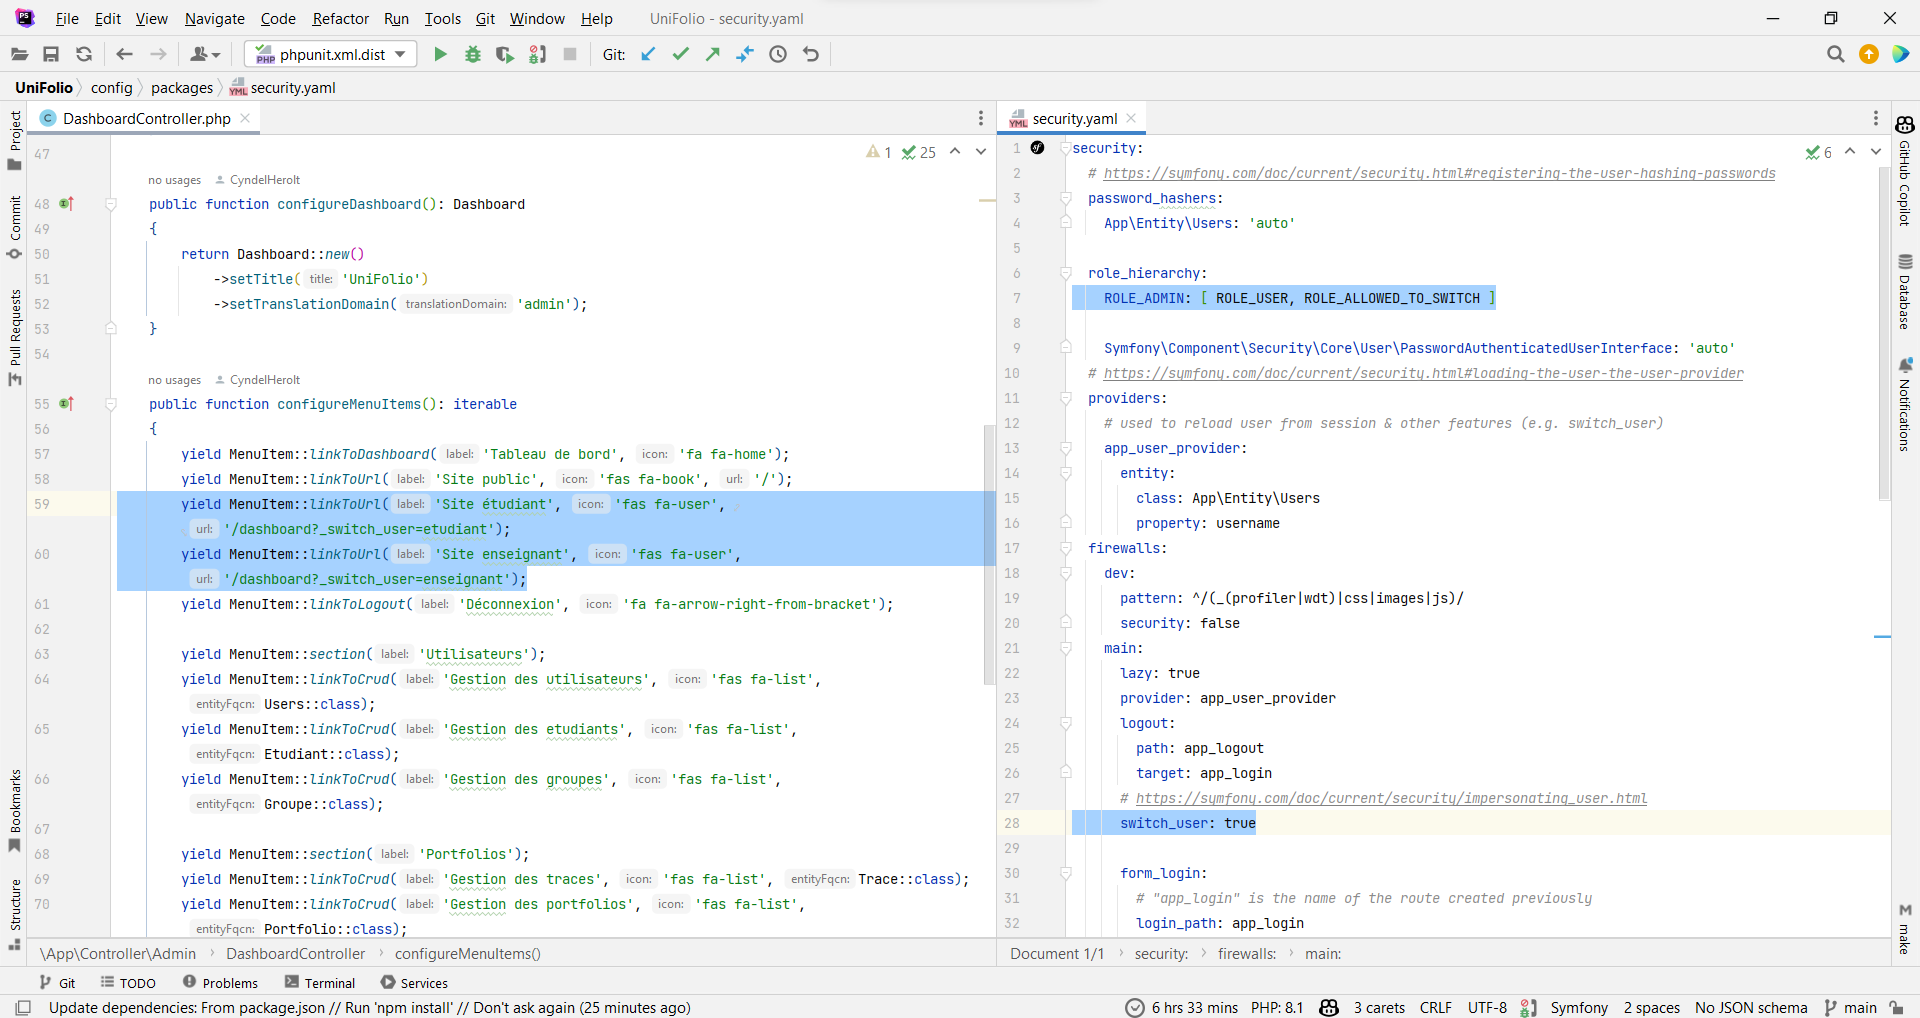 File Edit View Navigate Code Refactor Run Tools Git Window Help UniFolio - security.yaml
phpunit.xml.dist Git:
UniFolio config packages security.yaml
DashboardController.php
1 25
47
no usages CyndelHerolt
48 public function configureDashboard(): Dashboard
49 {
50 return Dashboard::new()
51 ->setTitle( title: 'UniFolio')
52 ->setTranslationDomain( translationDomain: 'admin');
53 }
54
no usages CyndelHerolt
55 public function configureMenuItems(): iterable
56 {
57 yield MenuItem::linkToDashboard( label: 'Tableau de bord', icon: 'fa fa-home');
58 yield MenuItem::linkToUrl( label: 'Site public', icon: 'fas fa-book', url: '/');
59 yield MenuItem::linkToUrl( label: 'Site étudiant', icon: 'fas fa-user',
url: '/dashboard?_switch_user=etudiant');
60 yield MenuItem::linkToUrl( label: 'Site enseignant', icon: 'fas fa-user',
url: '/dashboard?_switch_user=enseignant');
61 yield MenuItem::linkToLogout( label: 'Déconnexion', icon: 'fa fa-arrow-right-from-bracket');
62
63 yield MenuItem::section( label: 'Utilisateurs');
64 yield MenuItem::linkToCrud( label: 'Gestion des utilisateurs', icon: 'fas fa-list',
entityFqcn: Users::class);
65 yield MenuItem::linkToCrud( label: 'Gestion des etudiants', icon: 'fas fa-list',
entityFqcn: Etudiant::class);
66 yield MenuItem::linkToCrud( label: 'Gestion des groupes', icon: 'fas fa-list',
entityFqcn: Groupe::class);
67
68 yield MenuItem::section( label: 'Portfolios');
69 yield MenuItem::linkToCrud( label: 'Gestion des traces', icon: 'fas fa-list', entityFqcn: Trace::class);
70 yield MenuItem::linkToCrud( label: 'Gestion des portfolios', icon: 'fas fa-list',
entityFqcn: Portfolio::class);
\App\Controller\Admin DashboardController configureMenuItems()
security.yaml
6
1 security:
2 # https://symfony.com/doc/current/security.html#registering-the-user-hashing-passwords
3 password_hashers:
4 App\Entity\Users: 'auto'
5
6 role_hierarchy:
7 ROLE_ADMIN: [ ROLE_USER, ROLE_ALLOWED_TO_SWITCH ]
8
9 Symfony\Component\Security\Core\User\PasswordAuthenticatedUserInterface: 'auto'
10 # https://symfony.com/doc/current/security.html#loading-the-user-the-user-provider
11 providers:
12 # used to reload user from session & other features (e.g. switch_user)
13 app_user_provider:
14 entity:
15 class: App\Entity\Users
16 property: username
17 firewalls:
18 dev:
19 pattern: ^/(_(profiler|wdt)|css|images|js)/
20 security: false
21 main:
22 lazy: true
23 provider: app_user_provider
24 logout:
25 path: app_logout
26 target: app_login
27 # https://symfony.com/doc/current/security/impersonating_user.html
28 switch_user: true
29
30 form_login:
31 # "app_login" is the name of the route created previously
32 login_path: app_login
Document 1/1 security: firewalls: main:
Project
Commit
Pull Requests
Bookmarks
Structure
GitHub Copilot
Database
Notifications
make
Git TODO Problems Terminal Services
Update dependencies: From package.json // Run 'npm install' // Don't ask again (25 minutes ago) 6 hrs 33 mins PHP: 8.1 3 carets CRLF UTF-8 Symfony 2 spaces No JSON schema main